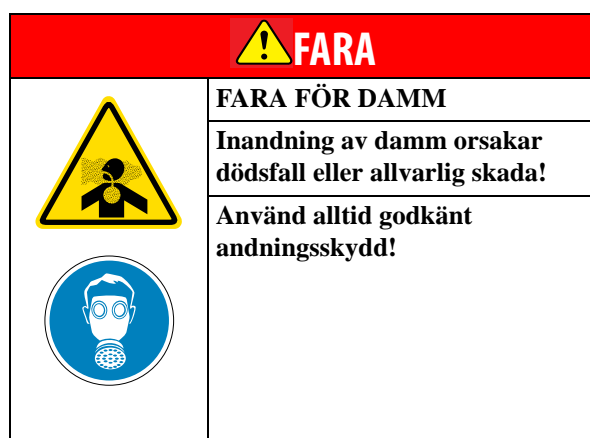 FARA
FARA FÖR DAMM
Inandning av damm orsakar
dödsfall eller allvarlig skada!
Använd alltid godkänt
andningsskydd!